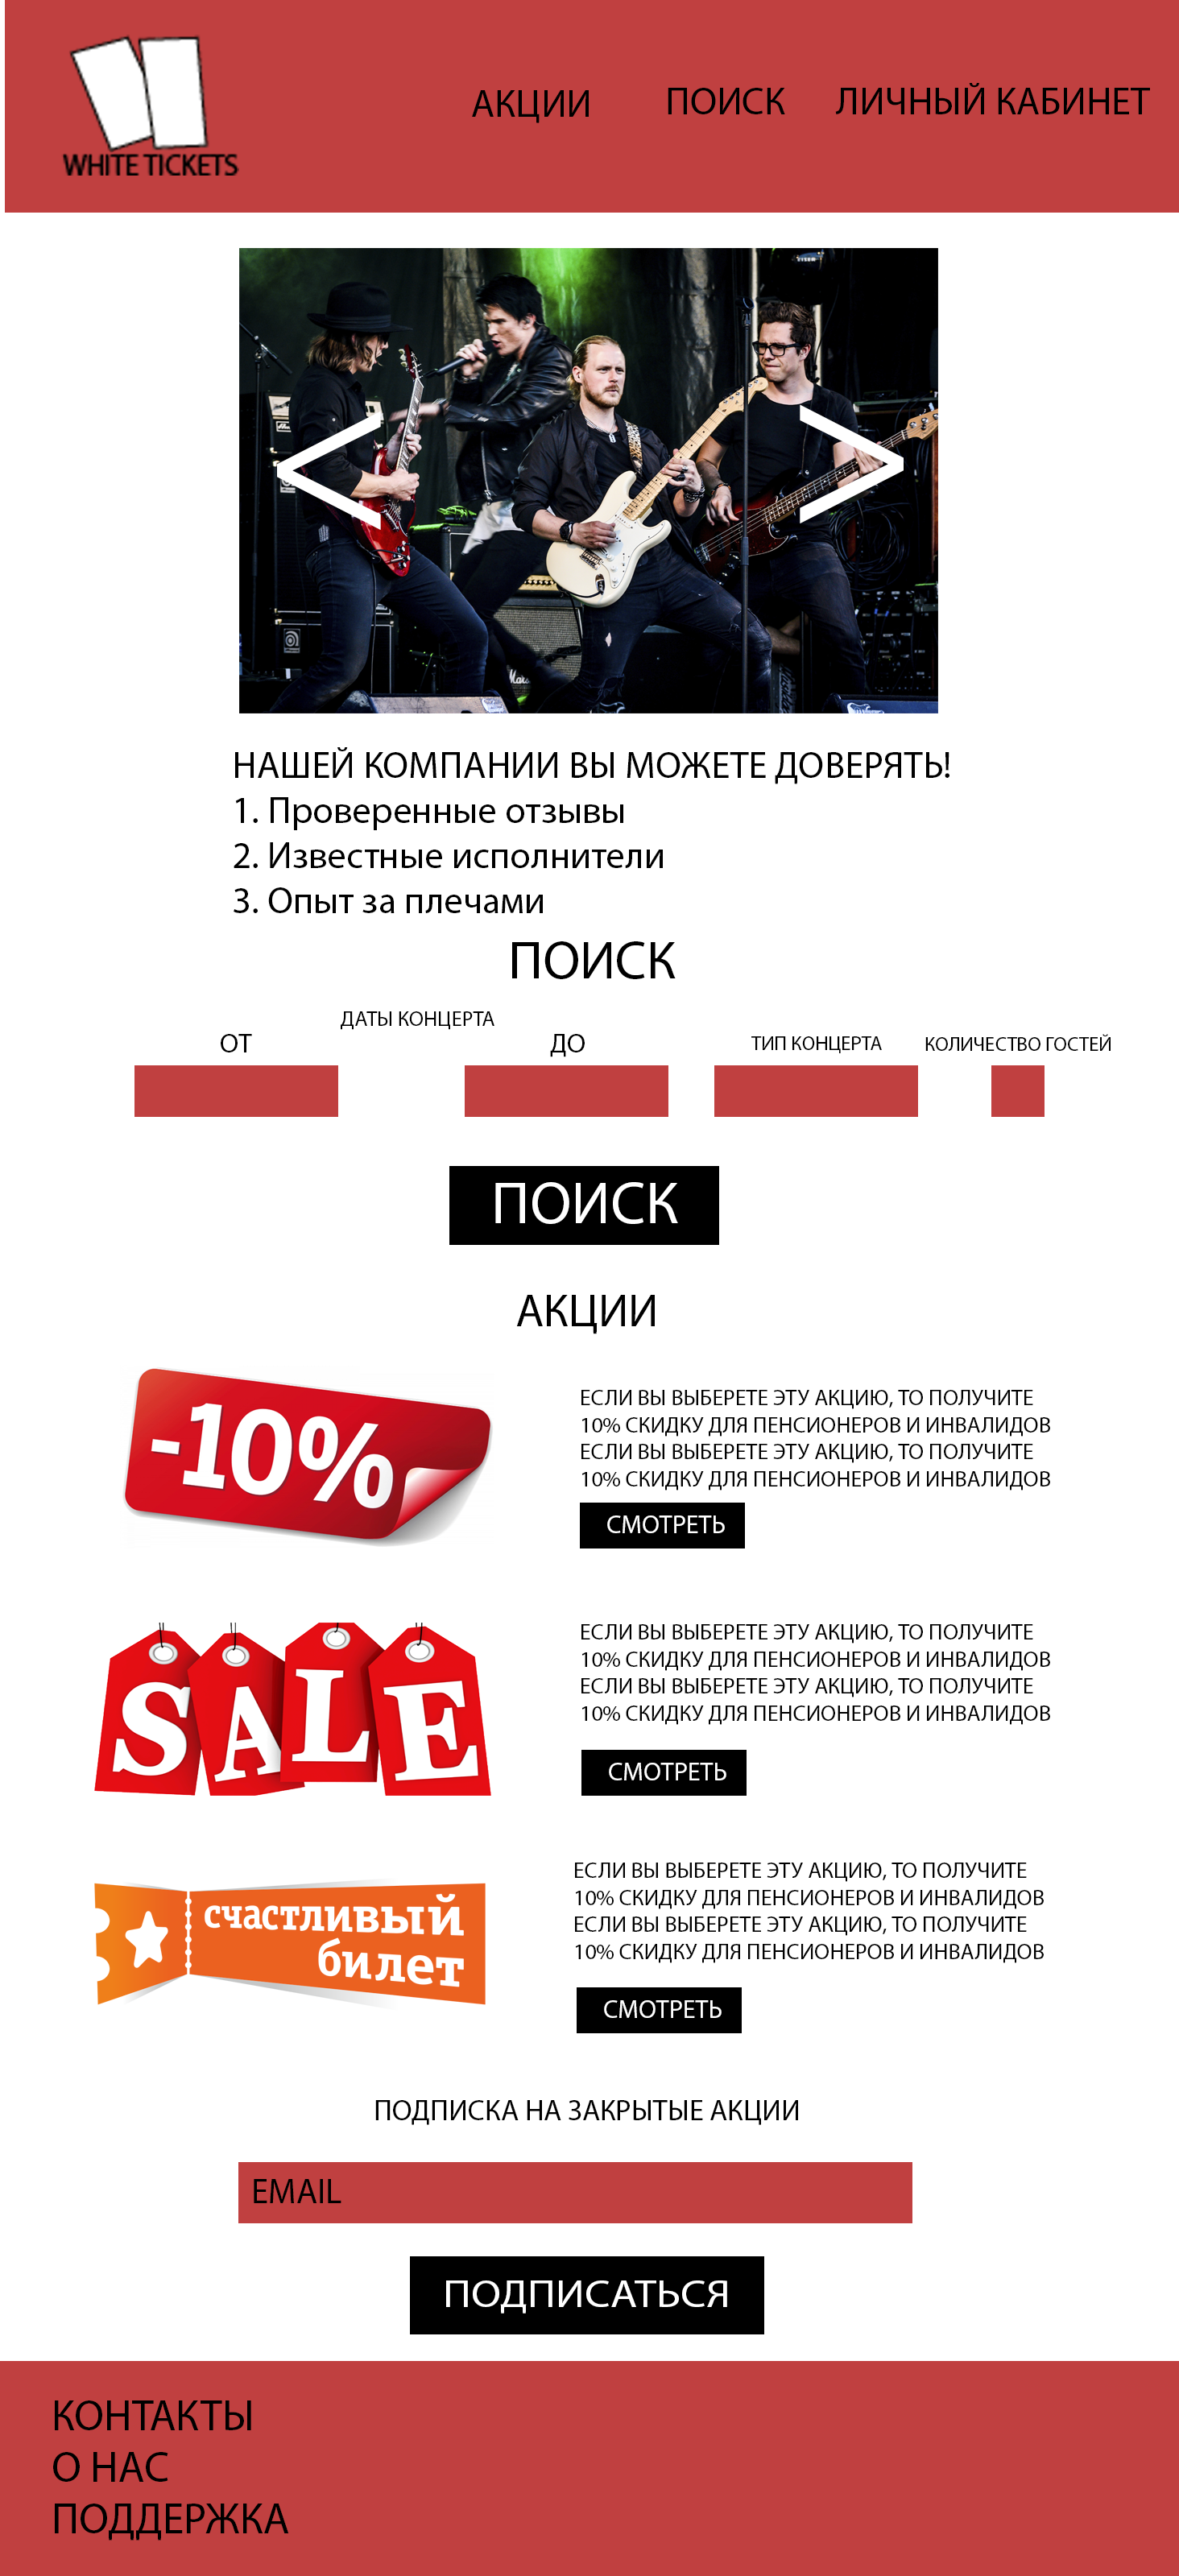 WHITE TICKETS
АКЦИИ ПОИСК ЛИЧНЫЙ КАБИНЕТ
< >
Marshall
НАШЕЙ КОМПАНИИ ВЫ МОЖЕТЕ ДОВЕРЯТЬ!
1. Проверенные отзывы
2. Известные исполнители
3. Опыт за плечами
ПОИСК
ДАТЫ КОНЦЕРТА
ОТ ДО ТИП КОНЦЕРТА КОЛИЧЕСТВО ГОСТЕЙ
ПОИСК
АКЦИИ
-10%
ЕСЛИ ВЫ ВЫБЕРЕТЕ ЭТУ АКЦИЮ, ТО ПОЛУЧИТЕ
10% СКИДКУ ДЛЯ ПЕНСИОНЕРОВ И ИНВАЛИДОВ
ЕСЛИ ВЫ ВЫБЕРЕТЕ ЭТУ АКЦИЮ, ТО ПОЛУЧИТЕ
10% СКИДКУ ДЛЯ ПЕНСИОНЕРОВ И ИНВАЛИДОВ
СМОТРЕТЬ
SALE
ЕСЛИ ВЫ ВЫБЕРЕТЕ ЭТУ АКЦИЮ, ТО ПОЛУЧИТЕ
10% СКИДКУ ДЛЯ ПЕНСИОНЕРОВ И ИНВАЛИДОВ
ЕСЛИ ВЫ ВЫБЕРЕТЕ ЭТУ АКЦИЮ, ТО ПОЛУЧИТЕ
10% СКИДКУ ДЛЯ ПЕНСИОНЕРОВ И ИНВАЛИДОВ
СМОТРЕТЬ
счастливый
билет
ЕСЛИ ВЫ ВЫБЕРЕТЕ ЭТУ АКЦИЮ, ТО ПОЛУЧИТЕ
10% СКИДКУ ДЛЯ ПЕНСИОНЕРОВ И ИНВАЛИДОВ
ЕСЛИ ВЫ ВЫБЕРЕТЕ ЭТУ АКЦИЮ, ТО ПОЛУЧИТЕ
10% СКИДКУ ДЛЯ ПЕНСИОНЕРОВ И ИНВАЛИДОВ
СМОТРЕТЬ
ПОДПИСКА НА ЗАКРЫТЫЕ АКЦИИ
EMAIL
ПОДПИСАТЬСЯ
КОНТАКТЫ
О НАС
ПОДДЕРЖКА